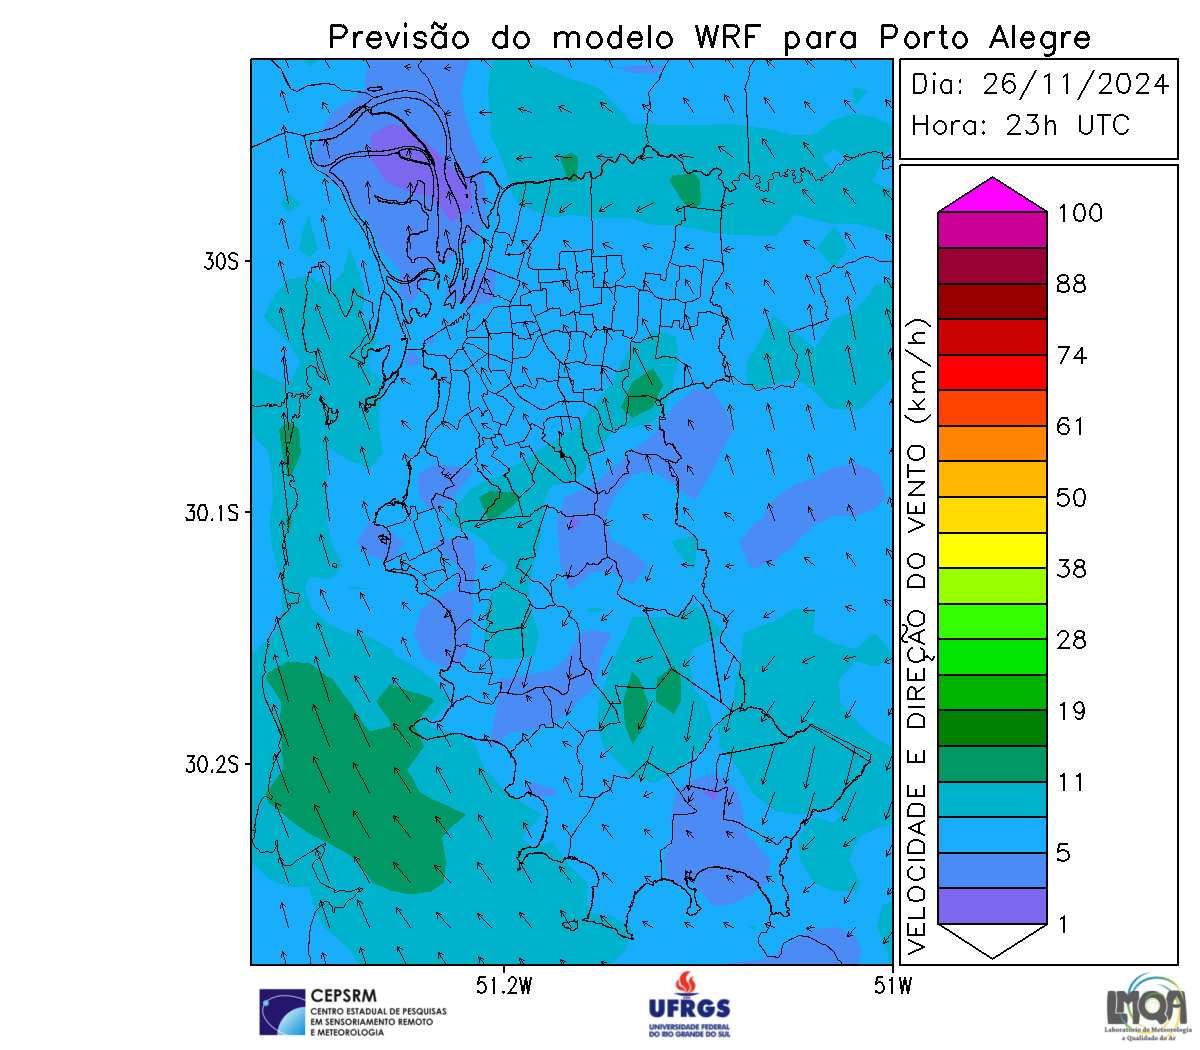 Previsão do modelo WRF para Porto Alegre
Dia: 26/11/2024
Hora: 23h UTC
30S
30.1S
30.2S
51.2W
51W
VELOCIDADE E DIREÇÃO DO VENTO (km/h)
100
88
74
61
50
38
28
19
11
5
1
CEPSRM
CENTRO ESTADUAL DE PESQUISAS
EM SENSORIAMENTO REMOTO
E METEOROLOGIA
UFRGS
UNIVERSIDADE FEDERAL
DO RIO GRANDE DO SUL
LMQA
Laboratório de Meteorologia
e Qualidade do Ar